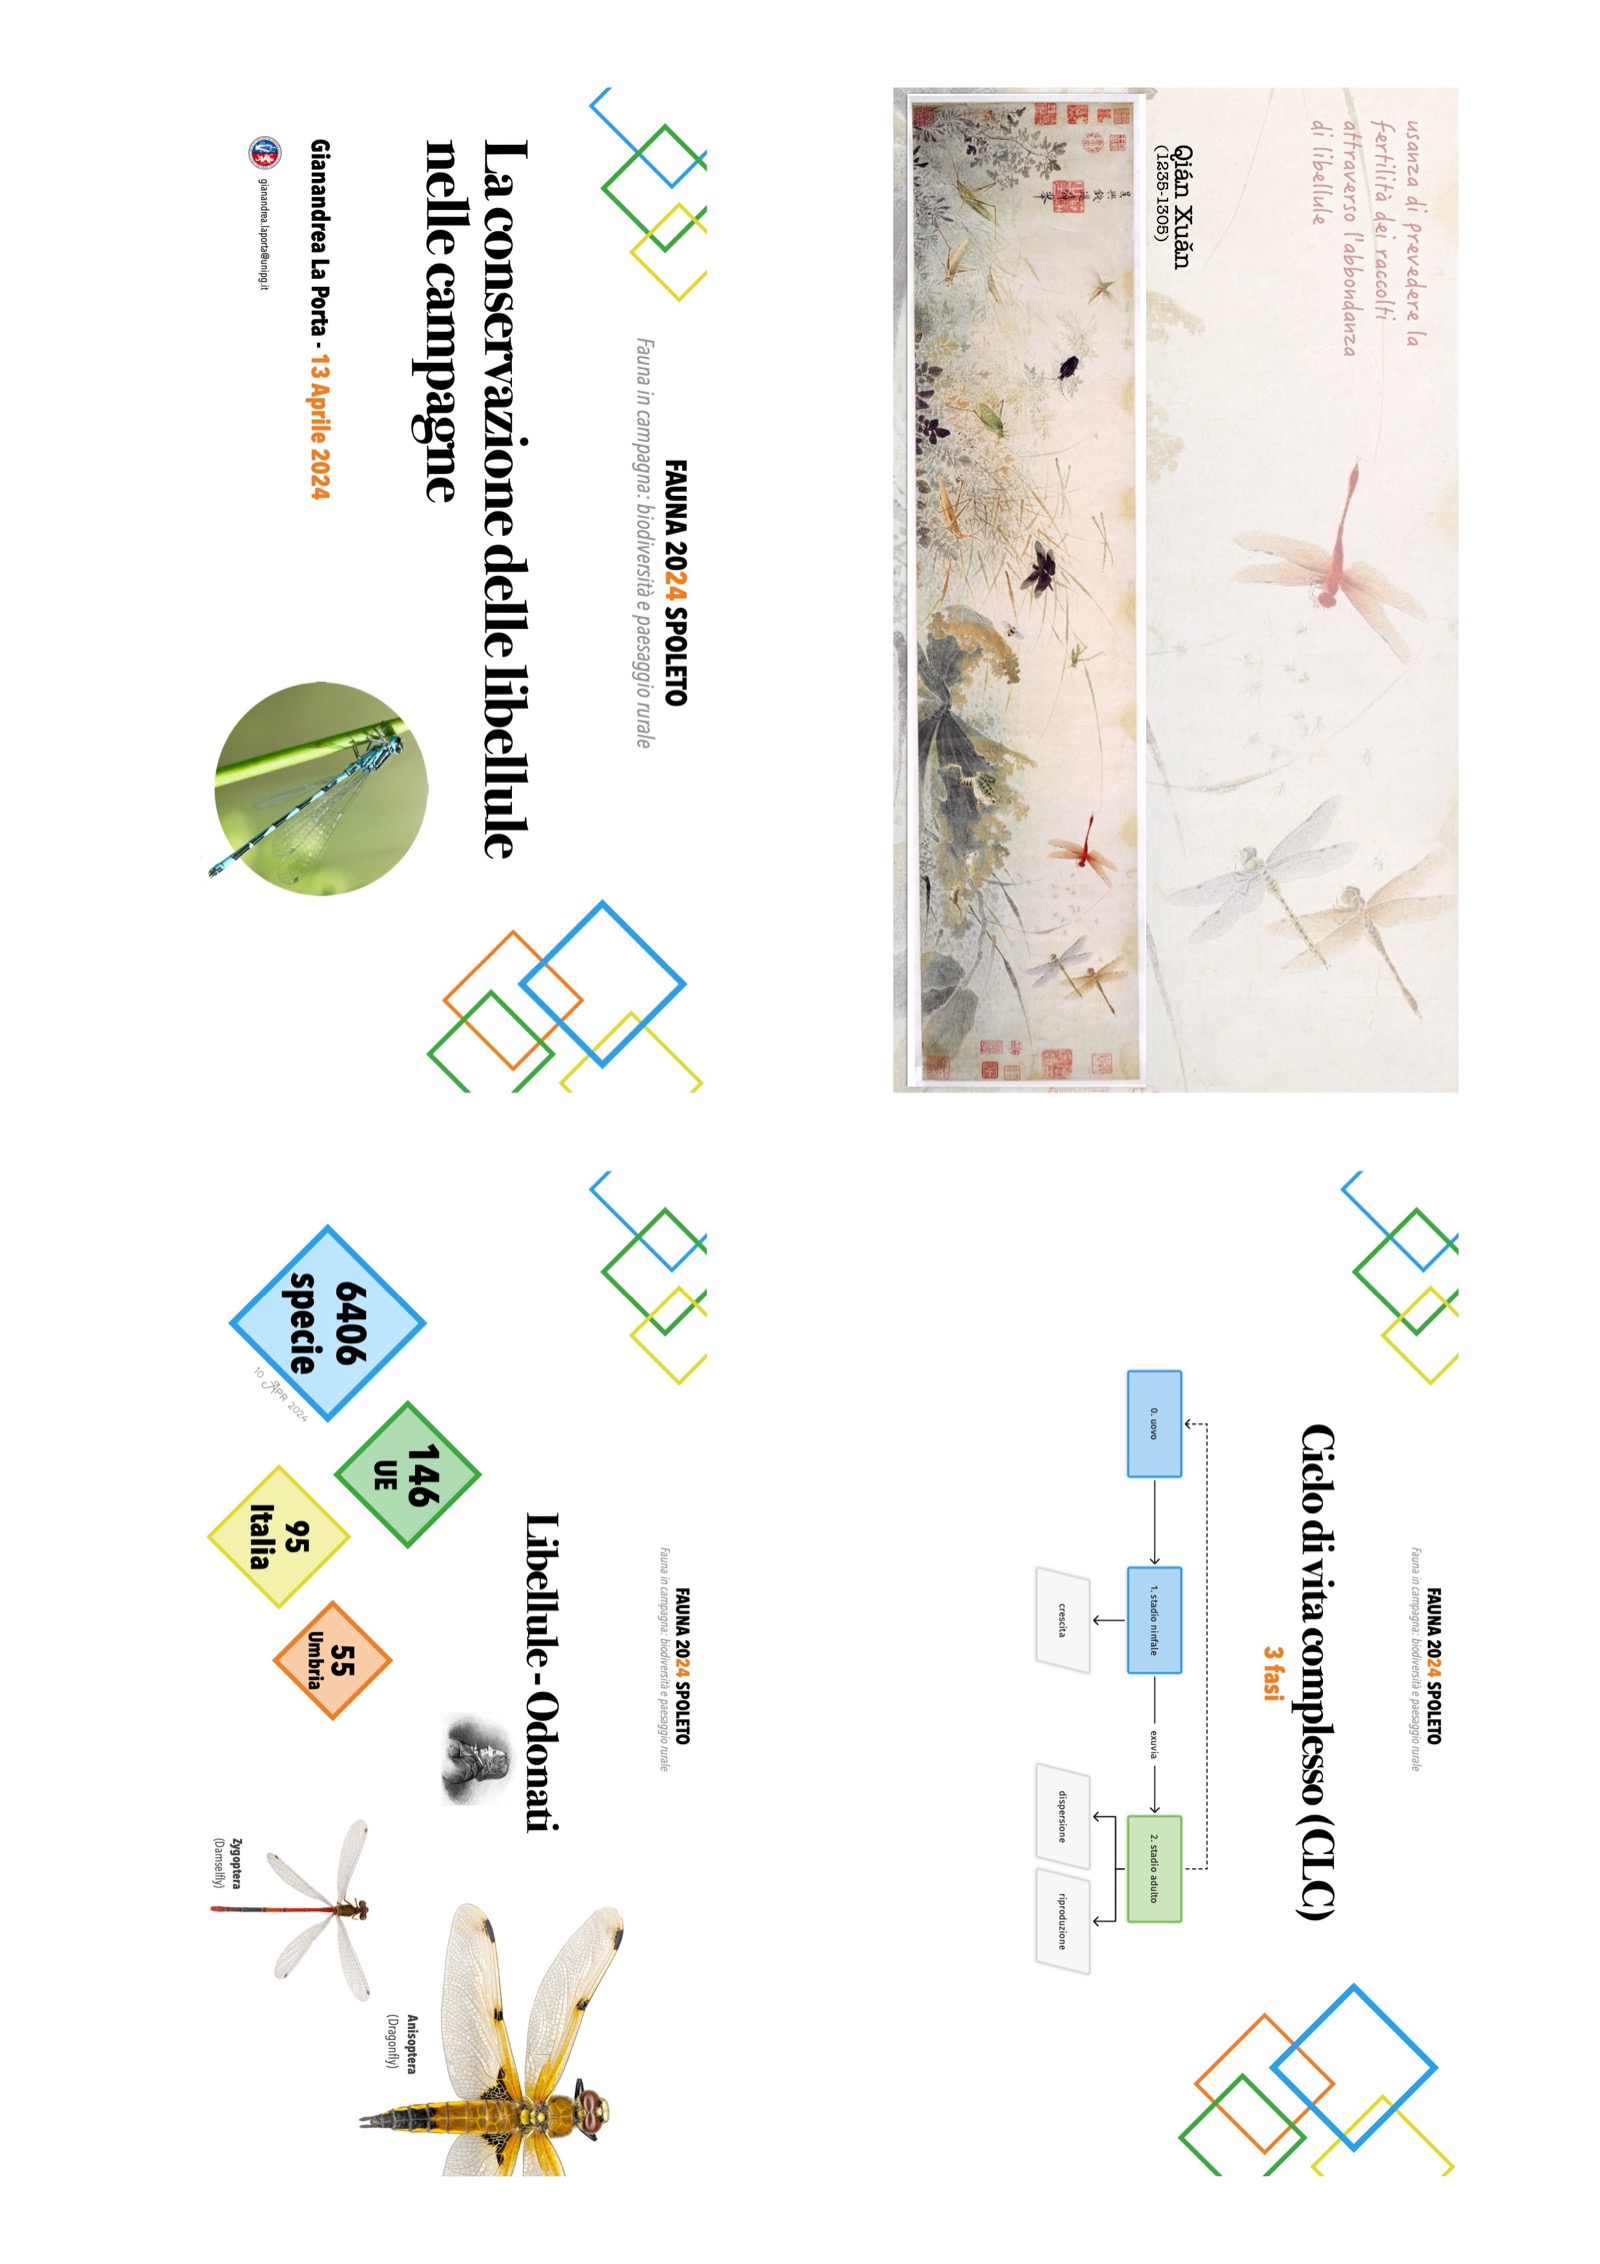 usanza di prevedere la
fertilità dei raccolti
attraverso l'abbondanza
di libellule
Qián Xuǎn
(1235-1305)
FAUNA 2024 SPOLETO
Fauna in campagna: biodiversità e paesaggio rurale
Ciclo di vita complesso (CLC)
3 fasi
0. uovo
1. stadio ninfale
exuvia
2. stadio adulto
crescita
dispersione
riproduzione
FAUNA 2024 SPOLETO
Fauna in campagna: biodiversità e paesaggio rurale
La conservazione delle libellule
nelle campagne
Gianandrea La Porta - 13 Aprile 2024
gianandrea.laporta@unipg.it
FAUNA 2024 SPOLETO
Fauna in campagna: biodiversità e paesaggio rurale
Libellule - Odonati
6406
specie
10 APR 2024
146
UE
95
Italia
55
Umbria
Anisoptera
(Dragonfly)
Zygoptera
(Damselfly)